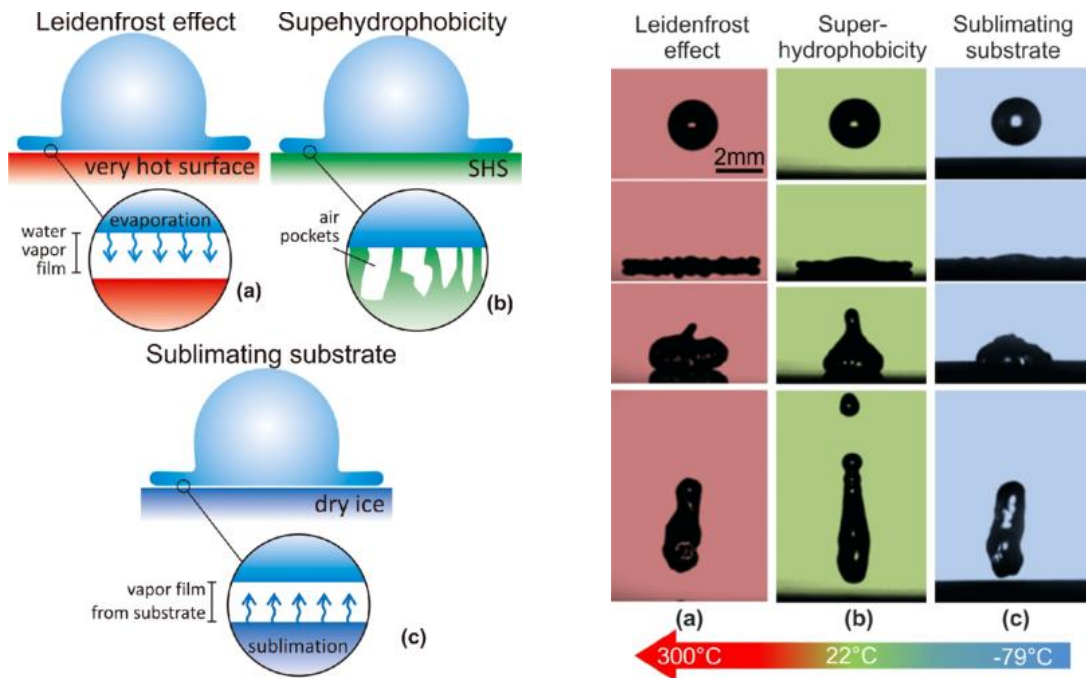 Leidenfrost effect
Supehydrophobicity
very hot surface
SHS
evaporation
water
vapor
film
(a)
air
pockets
(b)
Sublimating substrate
dry ice
vapor film
from substrate
sublimation
(c)
Leidenfrost
effect
Super-
hydrophobicity
Sublimating
substrate
2mm
(a)
(b)
(c)
300°C
22°C
-79°C